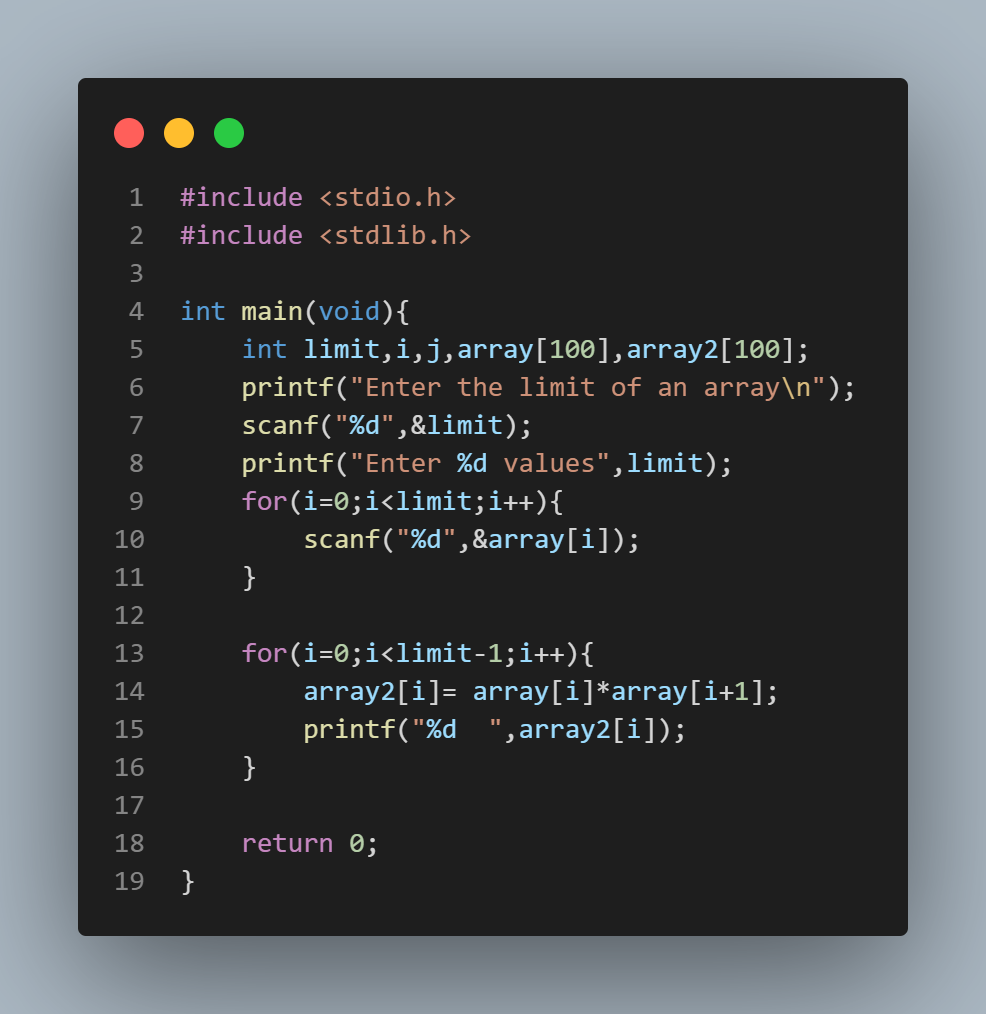 1 #include <stdio.h>
2 #include <stdlib.h>
3
4 int main(void){
5     int limit,i,j,array[100],array2[100];
6     printf("Enter the limit of an array\n");
7     scanf("%d",&limit);
8     printf("Enter %d values",limit);
9     for(i=0;i<limit;i++){
10         scanf("%d",&array[i]);
11     }
12
13     for(i=0;i<limit-1;i++){
14         array2[i]= array[i]*array[i+1];
15         printf("%d  ",array2[i]);
16     }
17
18     return 0;
19 }